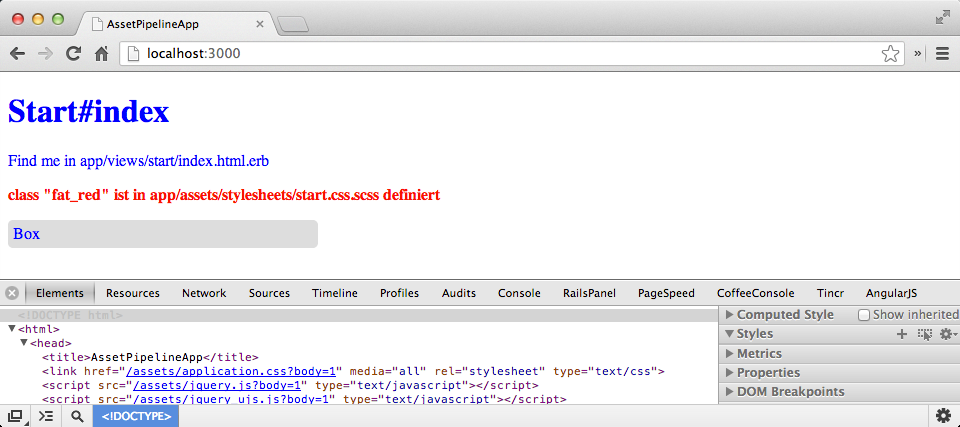 AssetPipelineApp
localhost:3000
Start#index
Find me in app/views/start/index.html.erb
class "fat_red" ist in app/assets/stylesheets/start.css.scss definiert
Box
Elements Resources Network Sources Timeline Profiles Audits Console RailsPanel PageSpeed CoffeeConsole Tincr AngularJS
<!DOCTYPE html>
<html>
<head>
<title>AssetPipelineApp</title>
<link href="/assets/application.css?body=1" media="all" rel="stylesheet" type="text/css">
<script src="/assets/jquery.js?body=1" type="text/javascript"></script>
<script src="/assets/jquery_ujs.js?body=1" type="text/javascript"></script>
Computed Style Show inherited
Styles
Metrics
Properties
DOM Breakpoints
<!DOCTYPE>